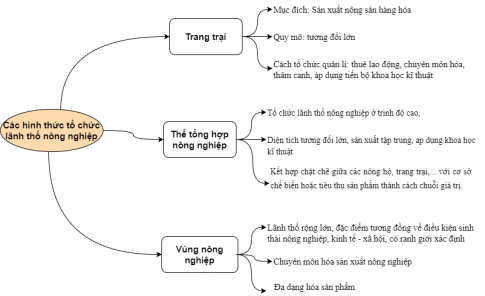 Các hình thức tổ chức
lãnh thổ nông nghiệp
Trang trại
Mục đích: Sản xuất nông sản hàng hóa
Quy mô: tương đối lớn
Cách tổ chức quản lí: thuê lao động, chuyên môn hóa,
thâm canh, áp dụng tiến bộ khoa học kĩ thuật
Thể tổng hợp
nông nghiệp
Tổ chức lãnh thổ nông nghiệp ở trình độ cao,
Diện tích tương đối lớn, sản xuất tập trung, ap dụng khoa học
kĩ thuật
Kết hợp chặt chẽ giữa các nông hộ, trang trại,... với cơ sở
chế biến hoặc tiêu thu sản phẩm thành cách chuỗi giá trị.
Vùng nông
nghiệp
Lãnh thổ rộng lớn, đặc điểm tương đồng về điều kiện sinh
thái nông nghiệp, kinh tế - xã hội, có ranh giới xác định
Chuyên môn hóa sản xuất nông nghiệp
Đa dạng hóa sản phẩm